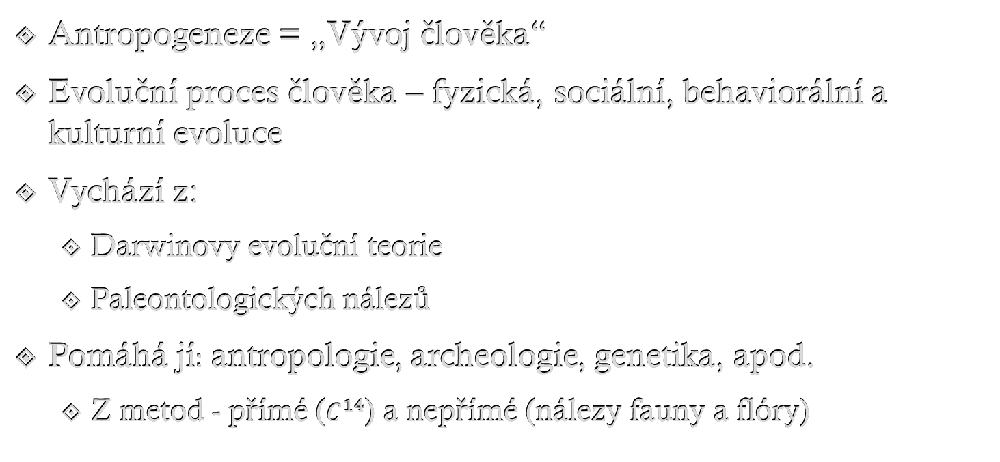 Antropogeneze = „Vývoj člověka“
Evoluční proces člověka – fyzická, sociální, behaviorální a
kulturní evoluce
Vychází z:
Darwinovy evoluční teorie
Paleontologických nálezů
Pomáhá jí: antropologie, archeologie, genetika, apod.
Z metod - přímé (C¹⁴) a nepřímé (nálezy fauny a flóry)